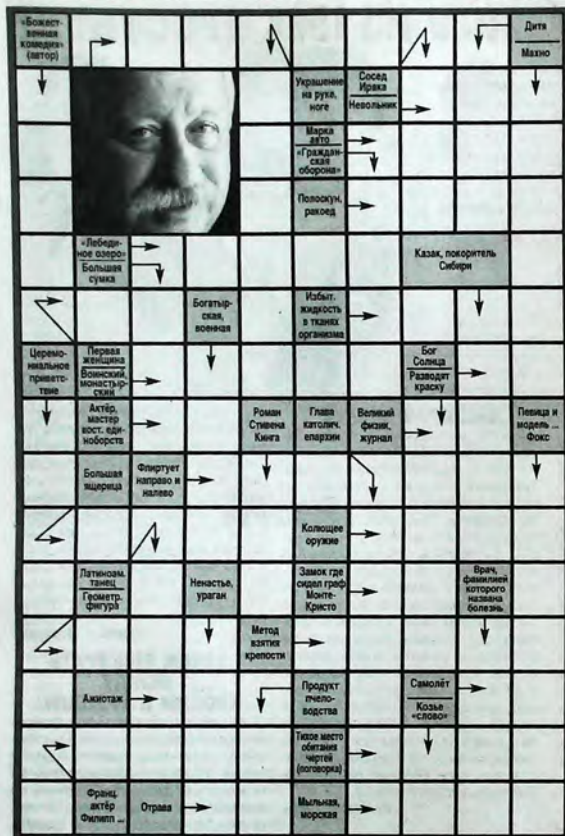 «Божест-
венная
комедия»
(автор)
Дитя
Махно
Украшение
на руке,
ноге
Сосед
Ирака
Невольник
Марка
авто
«Граждан-
ская
оборона»
Полоскун,
ракоед
«Лебеди-
ное озеро»
Большая
сумка
Казак, покоритель
Сибири
Богатыр-
ская,
военная
Избыт.
жидкость
в тканях
организма
Церемо-
ниальное
приветс-
твие
Первая
женщина
Воинский,
монастыр-
ский
Бог
Солнца
Разводят
краску
Актёр,
мастер
вост. еди-
ноборств
Роман
Стивена
Кинга
Глава
католич.
епархии
Великий
физик,
журнал
Певица и
модель ...
Фокс
Большая
ящерица
Флиртует
направо и
налево
Колющее
оружие
Латиноам.
танец
Геометр.
фигура
Ненастье,
ураган
Замок где
сидел граф
Монте-
Кристо
Врач,
фамилией
которого
названа
болезнь
Метод
взятия
крепости
Ажиотаж
Продукт
пчело-
водства
Самолёт
Козье
«слово»
Тихое место
обитания
чертей
(поговорка)
Франц.
актёр
Филипп ...
Отрава
Мыльная,
морская